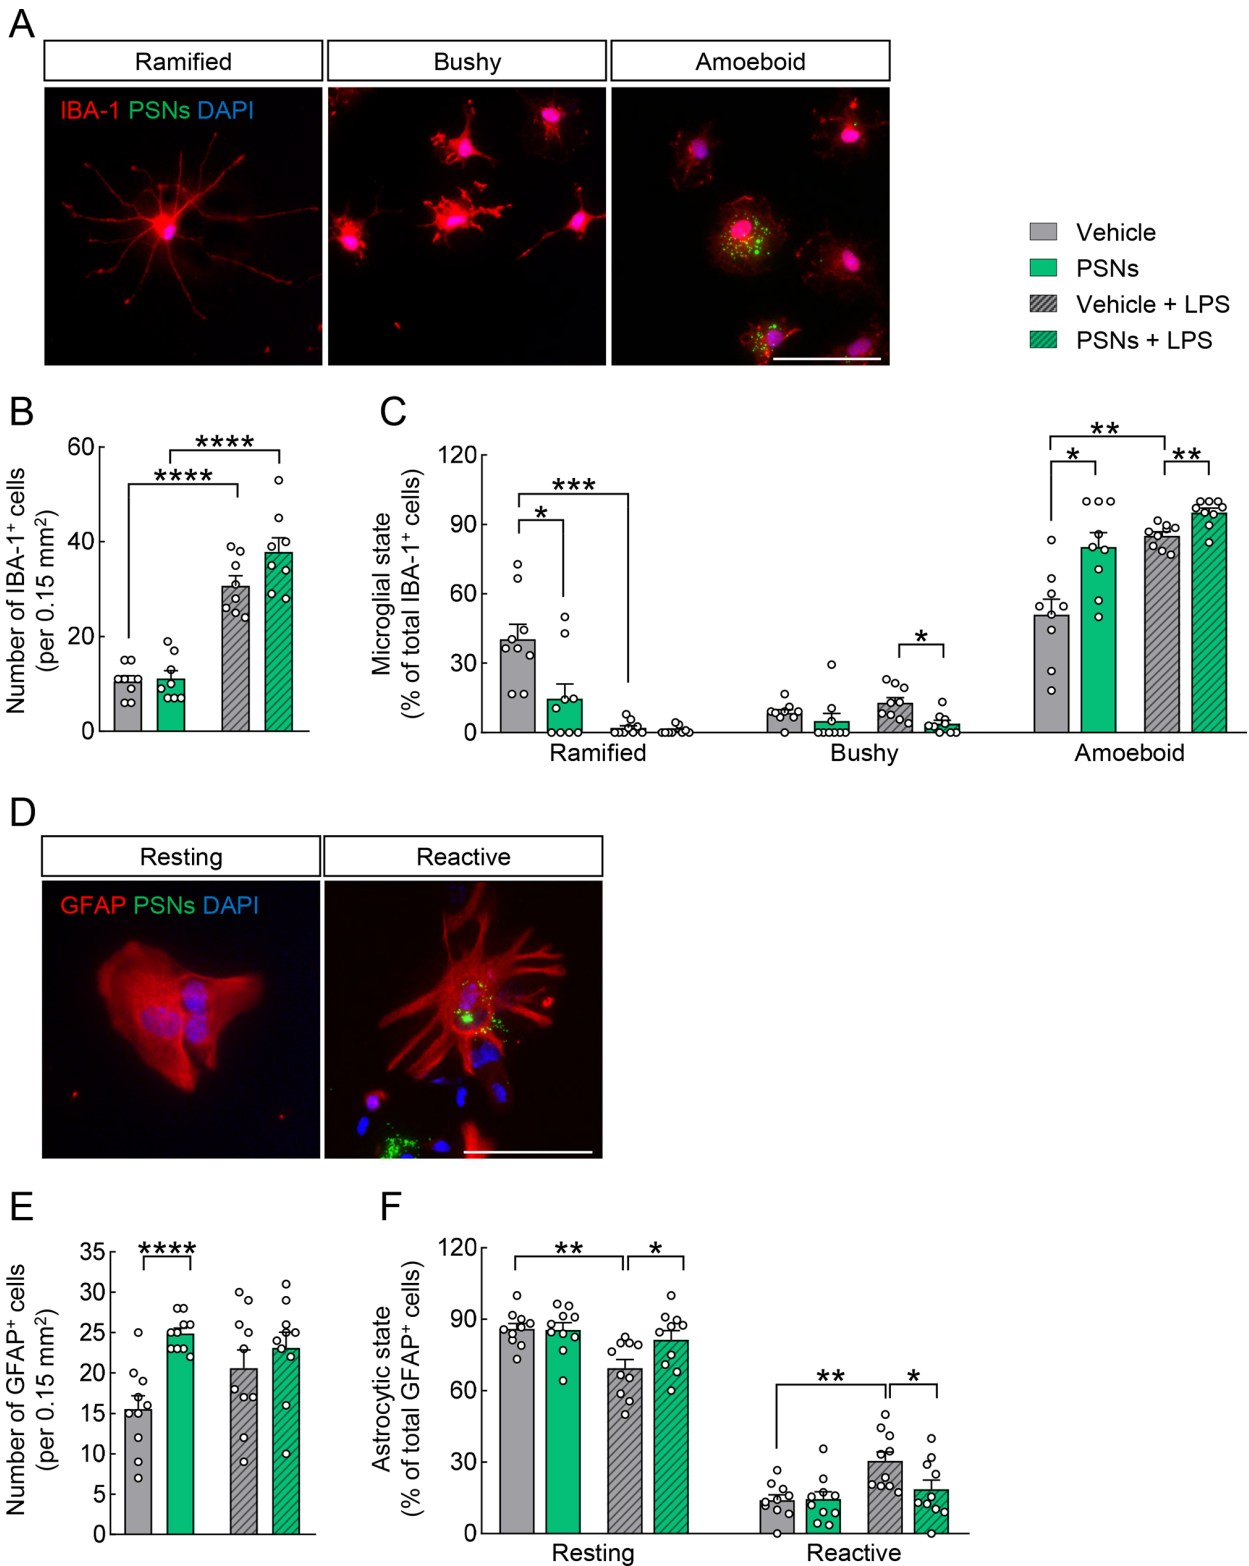 A
Ramified
Bushy
Amoeboid
IBA-1 PSNs DAPI
Vehicle
PSNs
Vehicle + LPS
PSNs + LPS
B
Number of IBA-1⁺ cells
(per 0.15 mm²)
60
40
20
0
****
****
C
Microglial state
(% of total IBA-1⁺ cells)
120
90
60
30
0
***
*
*
**
*
**
Ramified
Bushy
Amoeboid
D
Resting
Reactive
GFAP PSNs DAPI
E
Number of GFAP⁺ cells
(per 0.15 mm²)
35
30
25
20
15
10
5
0
****
F
Astrocytic state
(% of total GFAP⁺ cells)
120
90
60
30
0
**
*
**
*
Resting
Reactive